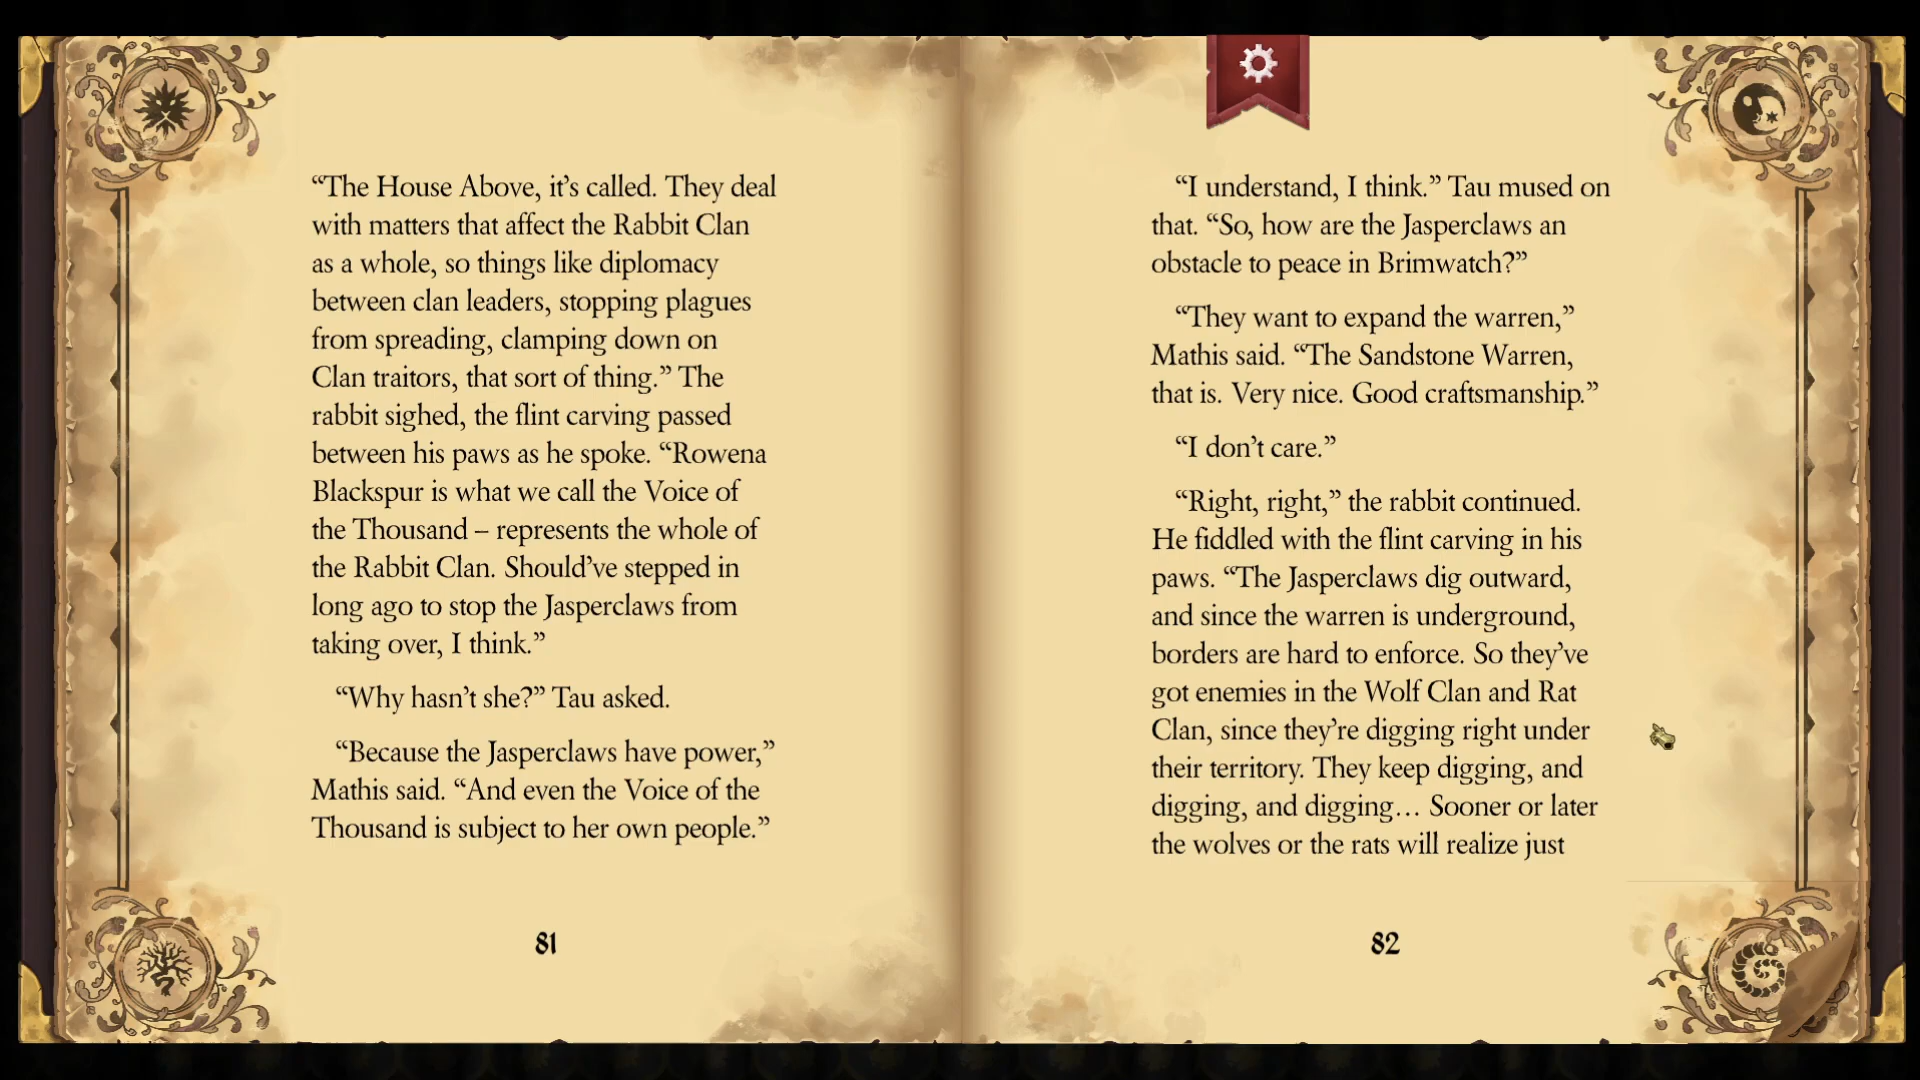 “The House Above, it’s called. They deal
with matters that affect the Rabbit Clan
as a whole, so things like diplomacy
between clan leaders, stopping plagues
from spreading, clamping down on
Clan traitors, that sort of thing.” The
rabbit sighed, the flint carving passed
between his paws as he spoke. “Rowena
Blackspur is what we call the Voice of
the Thousand – represents the whole of
the Rabbit Clan. Should’ve stepped in
long ago to stop the Jasperclaws from
taking over, I think.”
“Why hasn’t she?” Tau asked.
“Because the Jasperclaws have power,”
Mathis said. “And even the Voice of the
Thousand is subject to her own people.”
81
“I understand, I think.” Tau mused on
that. “So, how are the Jasperclaws an
obstacle to peace in Brimwatch?”
“They want to expand the warren,”
Mathis said. “The Sandstone Warren,
that is. Very nice. Good craftsmanship.”
“I don’t care.”
“Right, right,” the rabbit continued.
He fiddled with the flint carving in his
paws. “The Jasperclaws dig outward,
and since the warren is underground,
borders are hard to enforce. So they’ve
got enemies in the Wolf Clan and Rat
Clan, since they’re digging right under
their territory. They keep digging, and
digging, and digging… Sooner or later
the wolves or the rats will realize just
82